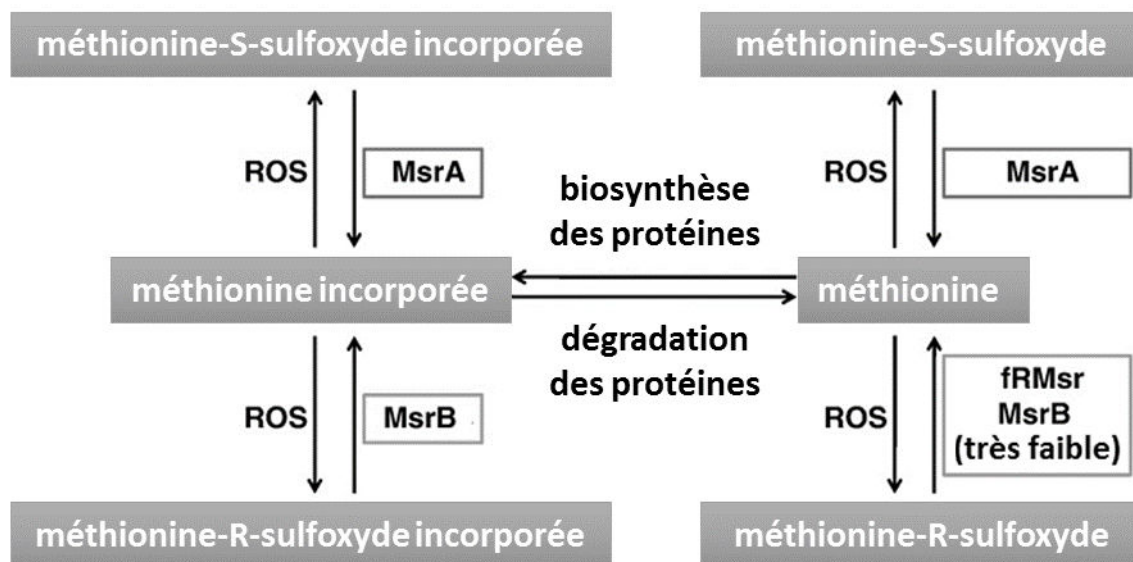 méthionine-S-sulfoxyde incorporée
méthionine-S-sulfoxyde
ROS
MsrA
ROS
MsrA
biosynthèse
des protéines
méthionine incorporée
méthionine
dégradation
des protéines
ROS
MsrB
ROS
fRMsr
MsrB
(très faible)
méthionine-R-sulfoxyde incorporée
méthionine-R-sulfoxyde